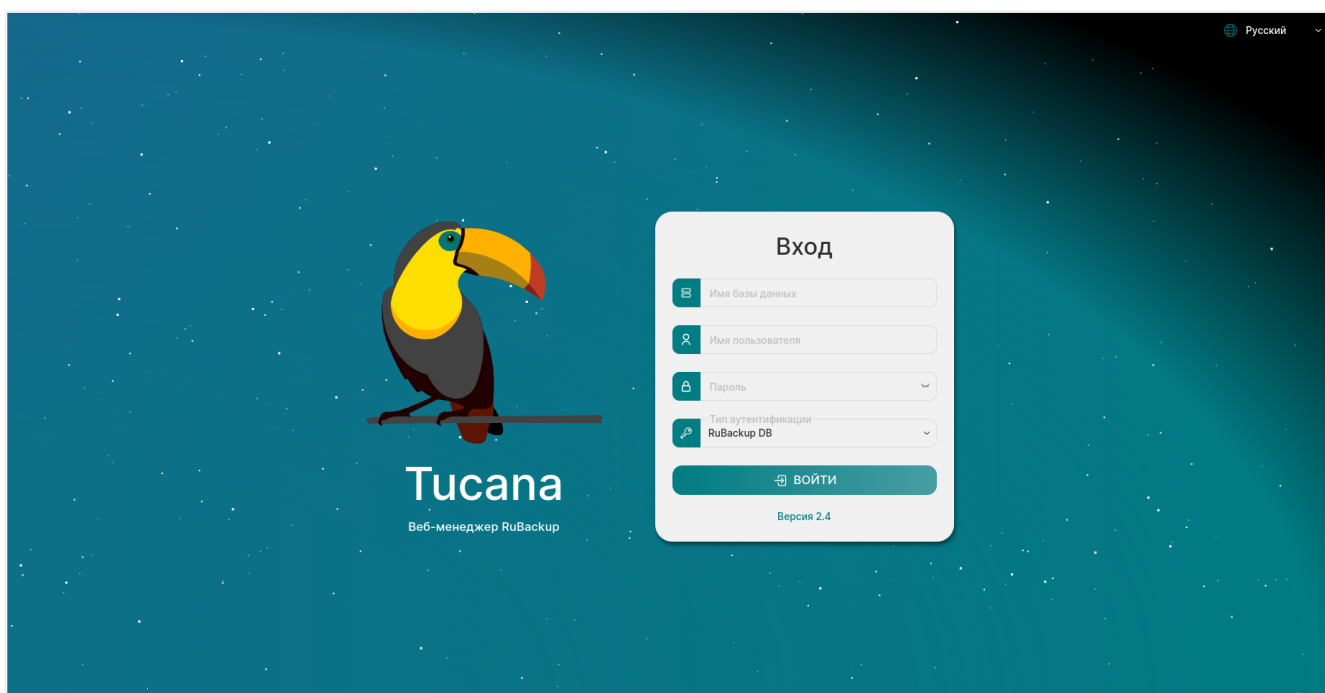 Русский
Вход
Имя базы данных
Имя пользователя
Пароль
Тип аутентификации
RuBackup DB
ВОЙТИ
Версия 2.4
Tucana
Веб-менеджер RuBackup